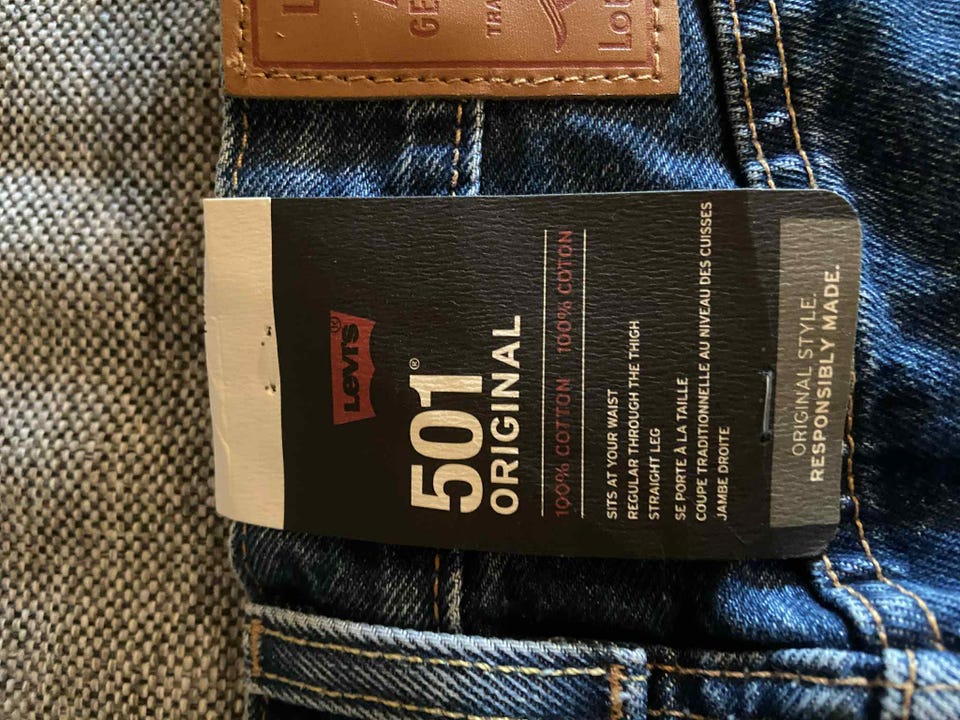 Levi's®
501®
ORIGINAL
100% COTTON 100% COTON
SITS AT YOUR WAIST
REGULAR THROUGH THE THIGH
STRAIGHT LEG
SE PORTE À LA TAILLE
COUPE TRADITIONNELLE AU NIVEAU DES CUISSES
JAMBE DROITE
ORIGINAL STYLE.
RESPONSIBLY MADE.